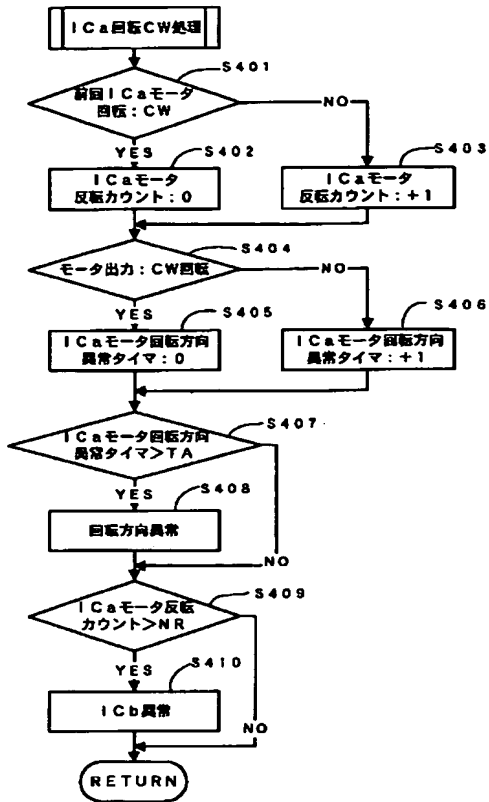 ICa回転CW処理
S401
前回ICaモータ
回転:CW
NO
YES
S402
S403
ICaモータ
反転カウント:0
ICaモータ
反転カウント:+1
S404
モータ出力:CW回転
NO
YES
S405
S406
ICaモータ回転方向
異常タイマ:0
ICaモータ回転方向
異常タイマ:+1
S407
ICaモータ回転方向
異常タイマ>TA
YES
S408
回転方向異常
NO
S409
ICaモータ反転
カウント>NR
YES
S410
ICb異常
NO
RETURN